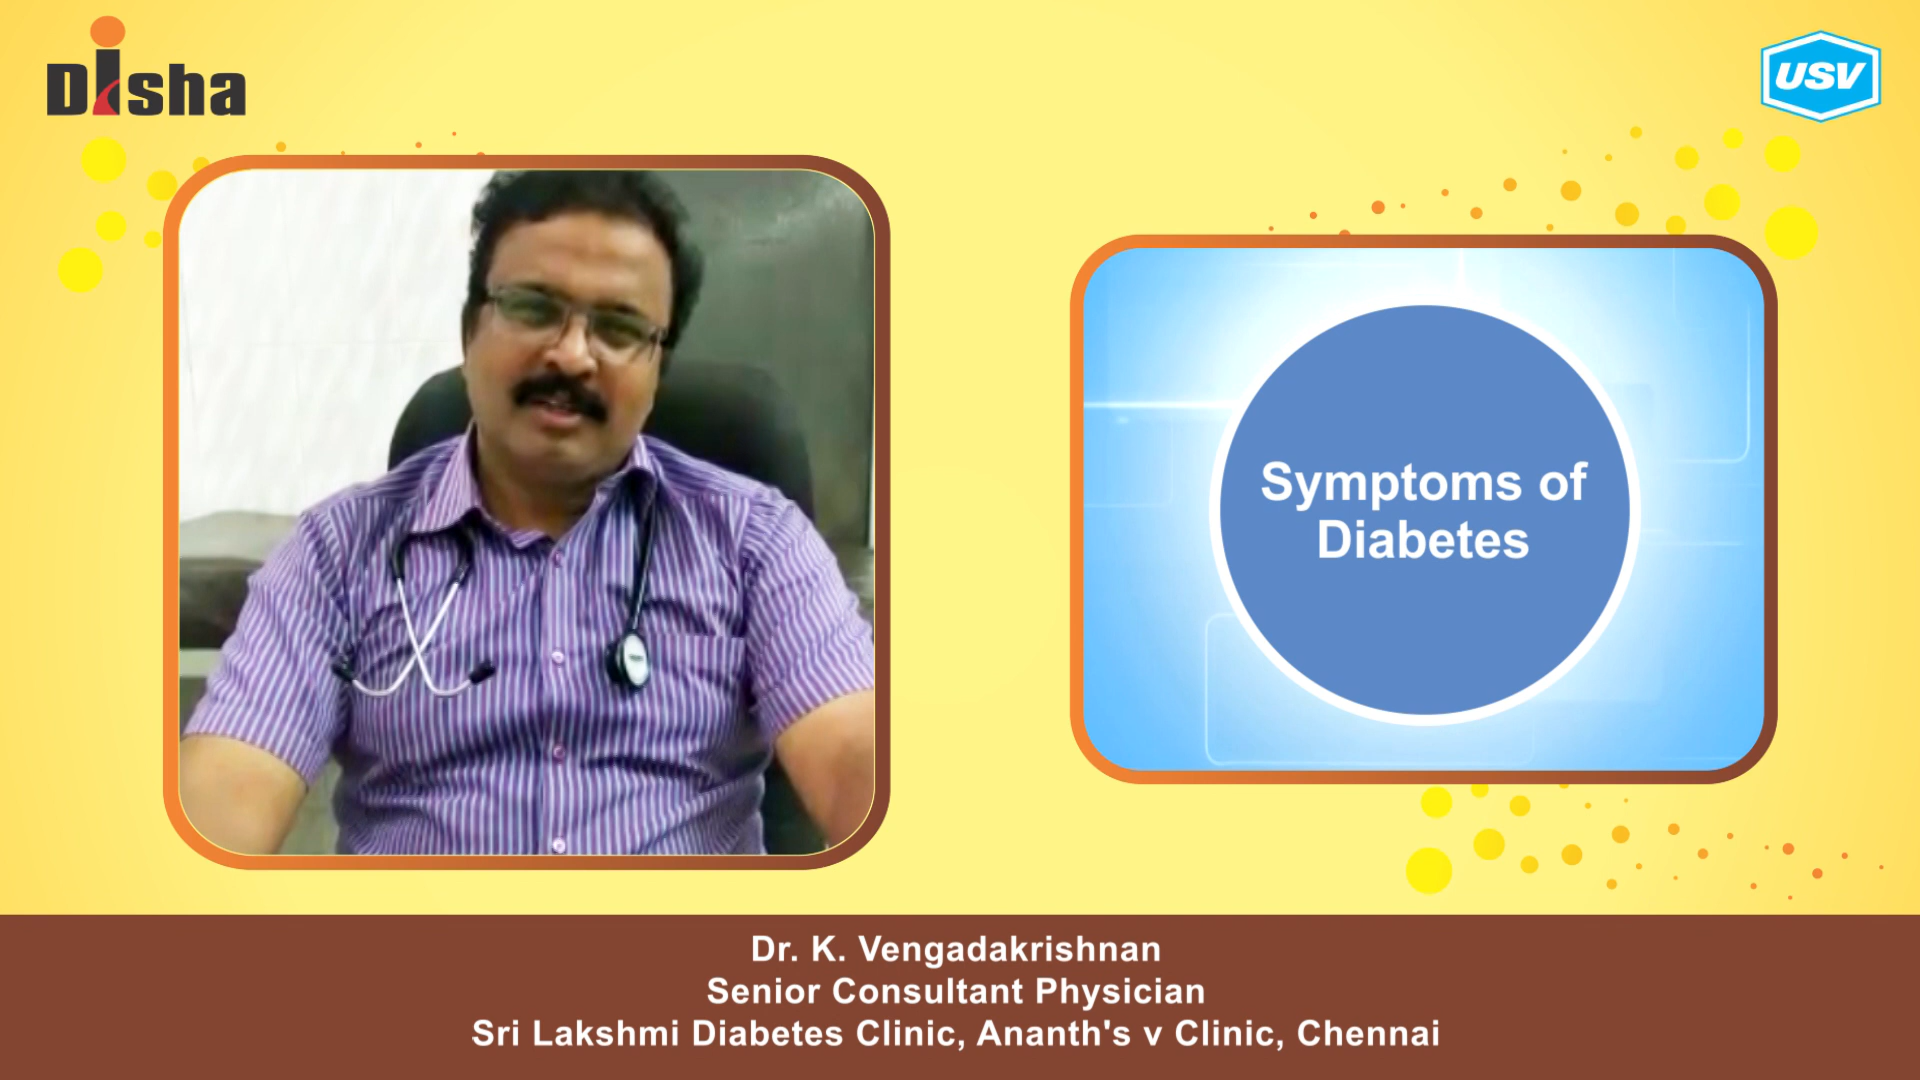 Disha
USV
Symptoms of
Diabetes
Dr. K. Vengadakrishnan
Senior Consultant Physician
Sri Lakshmi Diabetes Clinic, Ananth's v Clinic, Chennai